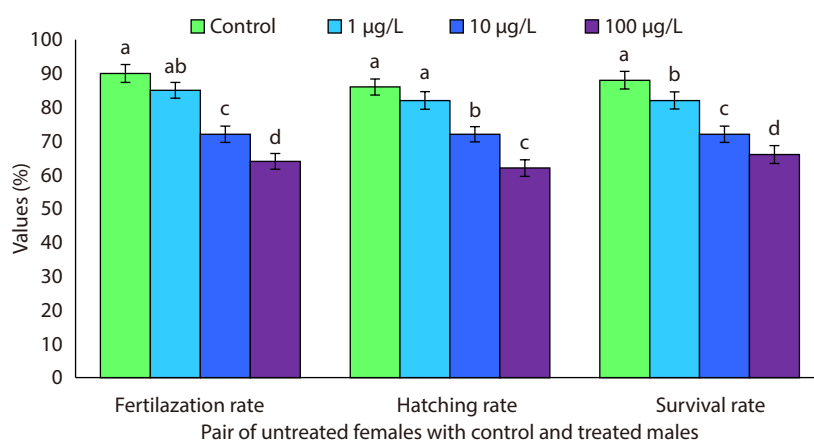 Control 1 μg/L 10 μg/L 100 μg/L
100
90
80
70
60
50
40
30
20
10
0
Values (%)
a ab c d
a a b c
a b c d
Fertilazation rate Hatching rate Survival rate
Pair of untreated females with control and treated males